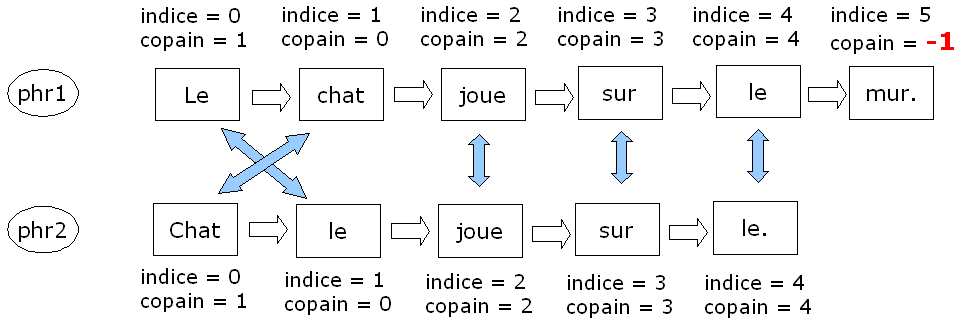 indice = 0 indice = 1 indice = 2 indice = 3 indice = 4 indice = 5
copain = 1 copain = 0 copain = 2 copain = 3 copain = 4 copain = -1
phr1 Le chat joue sur le mur.
phr2 Chat le joue sur le.
indice = 0 indice = 1 indice = 2 indice = 3 indice = 4
copain = 1 copain = 0 copain = 2 copain = 3 copain = 4